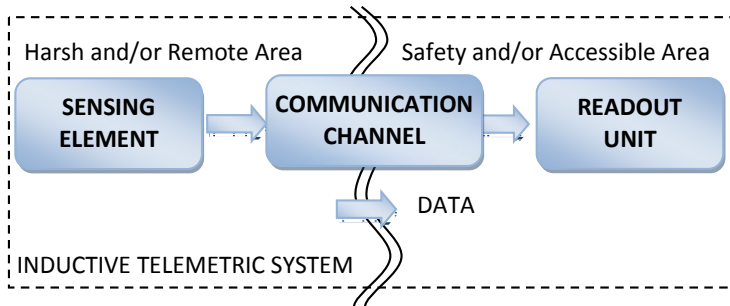 Harsh and/or Remote Area
Safety and/or Accessible Area
SENSING
ELEMENT
COMMUNICATION
CHANNEL
READOUT
UNIT
DATA
INDUCTIVE TELEMETRIC SYSTEM